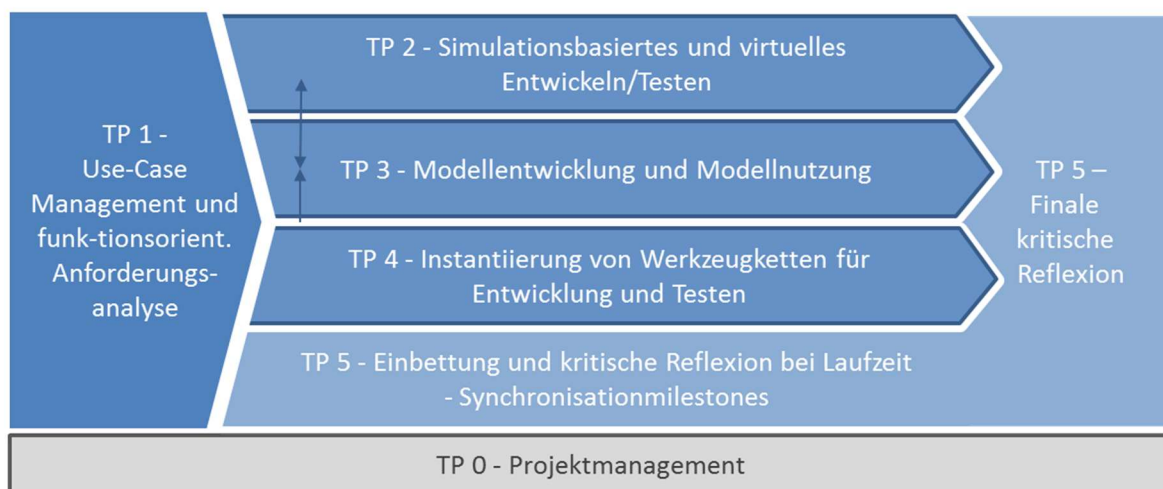 TP 1 -
Use-Case
Management und
funk-tionsorient.
Anforderungs-
analyse
TP 2 - Simulationsbasiertes und virtuelles
Entwickeln/Testen
TP 3 - Modellentwicklung und Modellnutzung
TP 4 - Instantiierung von Werkzeugketten für
Entwicklung und Testen
TP 5 - Einbettung und kritische Reflexion bei Laufzeit
- Synchronisationmilestones
TP 5 –
Finale
kritische
Reflexion
TP 0 - Projektmanagement